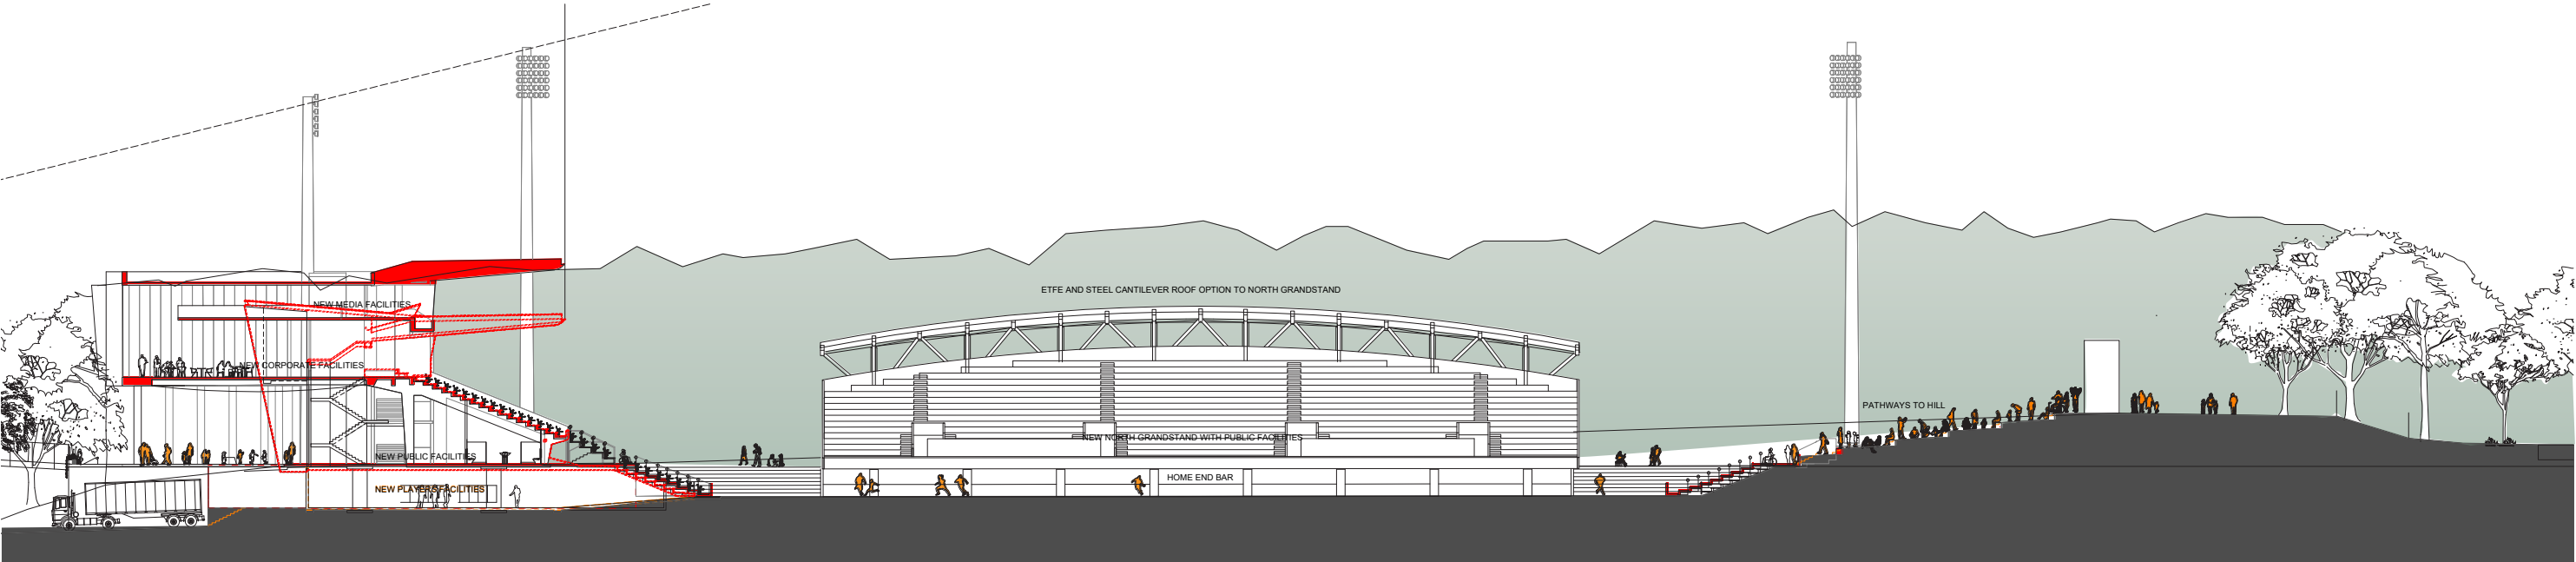 ETFE AND STEEL CANTILEVER ROOF OPTION TO NORTH GRANDSTAND
NEW MEDIA FACILITIES
NEW CORPORATE FACILITIES
PATHWAYS TO HILL
NEW NORTH GRANDSTAND WITH PUBLIC FACILITIES
NEW PUBLIC FACILITIES
HOME END BAR
NEW PLAYERS FACILITIES